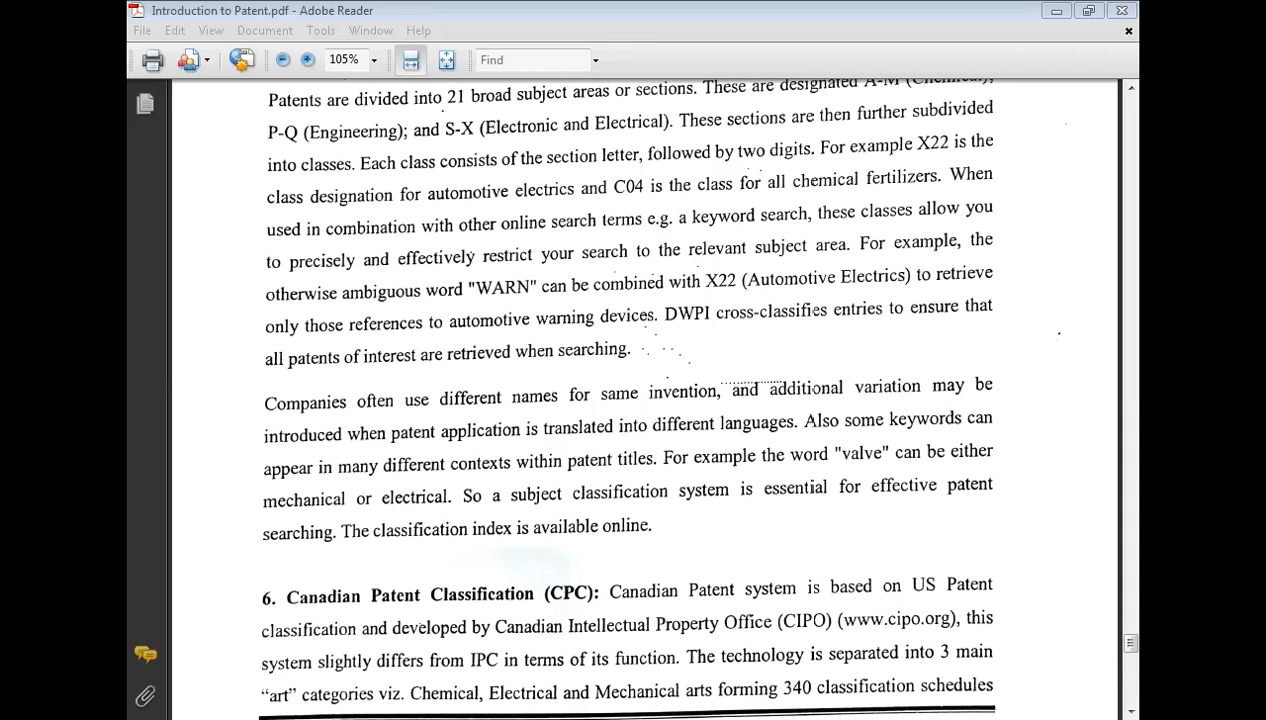 Introduction to Patent.pdf - Adobe Reader
File Edit View Document Tools Window Help
105% Find
Patents are divided into 21 broad subject areas or sections. These are designated A-M (Chemical);
P-Q (Engineering); and S-X (Electronic and Electrical). These sections are then further subdivided
into classes. Each class consists of the section letter, followed by two digits. For example X22 is the
class designation for automotive electrics and C04 is the class for all chemical fertilizers. When
used in combination with other online search terms e.g. a keyword search, these classes allow you
to precisely and effectively restrict your search to the relevant subject area. For example, the
otherwise ambiguous word "WARN" can be combined with X22 (Automotive Electrics) to retrieve
only those references to automotive warning devices. DWPI cross-classifies entries to ensure that
all patents of interest are retrieved when searching.
Companies often use different names for same invention, and additional variation may be
introduced when patent application is translated into different languages. Also some keywords can
appear in many different contexts within patent titles. For example the word "valve" can be either
mechanical or electrical. So a subject classification system is essential for effective patent
searching. The classification index is available online.
6. Canadian Patent Classification (CPC): Canadian Patent system is based on US Patent
classification and developed by Canadian Intellectual Property Office (CIPO) (www.cipo.org), this
system slightly differs from IPC in terms of its function. The technology is separated into 3 main
“art” categories viz. Chemical, Electrical and Mechanical arts forming 340 classification schedules